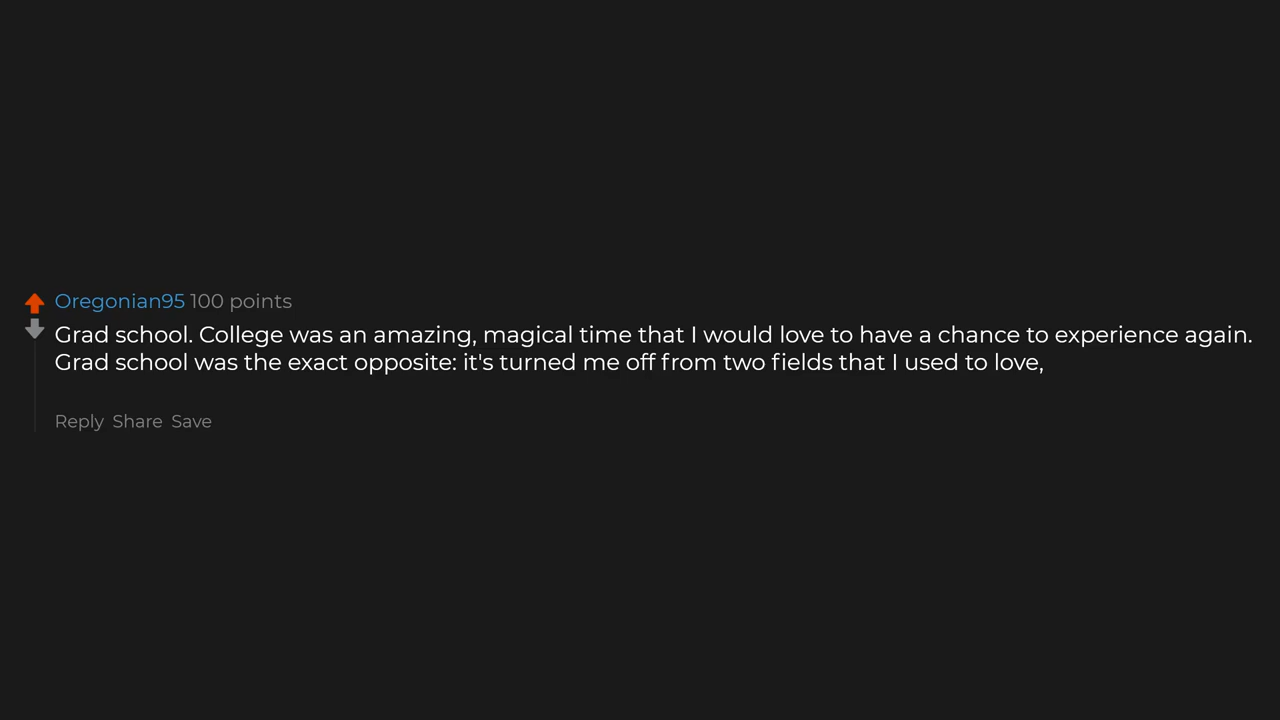 Oregonian95 100 points
Grad school. College was an amazing, magical time that I would love to have a chance to experience again.
Grad school was the exact opposite: it's turned me off from two fields that I used to love,
Reply Share Save